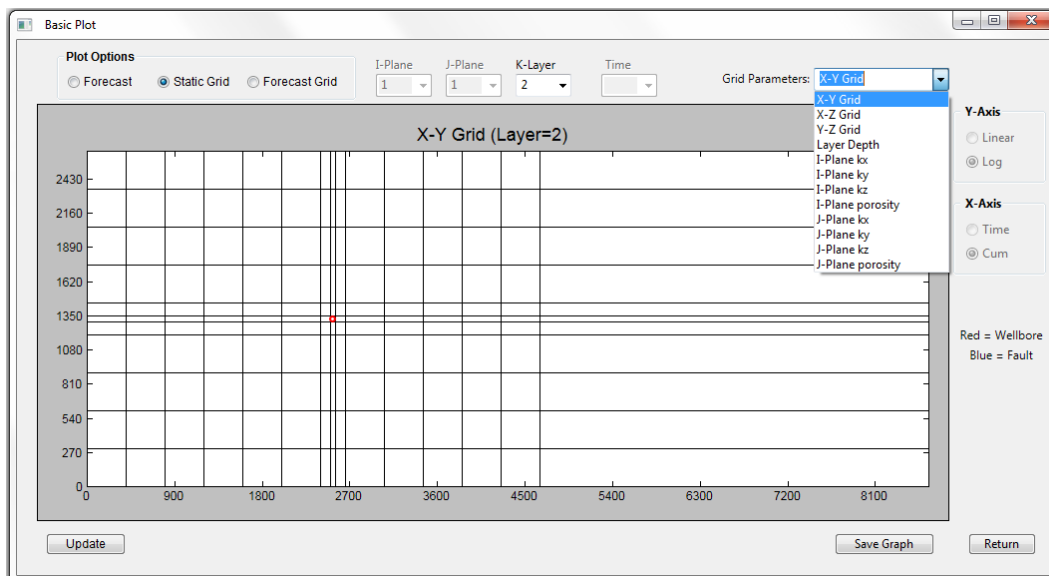 Basic Plot
Plot Options
Forecast
Static Grid
Forecast Grid
I-Plane
1
J-Plane
1
K-Layer
2
Time
Grid Parameters:
X-Y Grid
X-Y Grid
X-Z Grid
Y-Z Grid
Layer Depth
I-Plane kx
I-Plane ky
I-Plane kz
I-Plane porosity
J-Plane kx
J-Plane ky
J-Plane kz
J-Plane porosity
Y-Axis
Linear
Log
X-Axis
Time
Cum
Red = Wellbore
Blue = Fault
X-Y Grid (Layer=2)
2430
2160
1890
1620
1350
1080
810
540
270
0
0 900 1800 2700 3600 4500 5400 6300 7200 8100
Update
Save Graph
Return